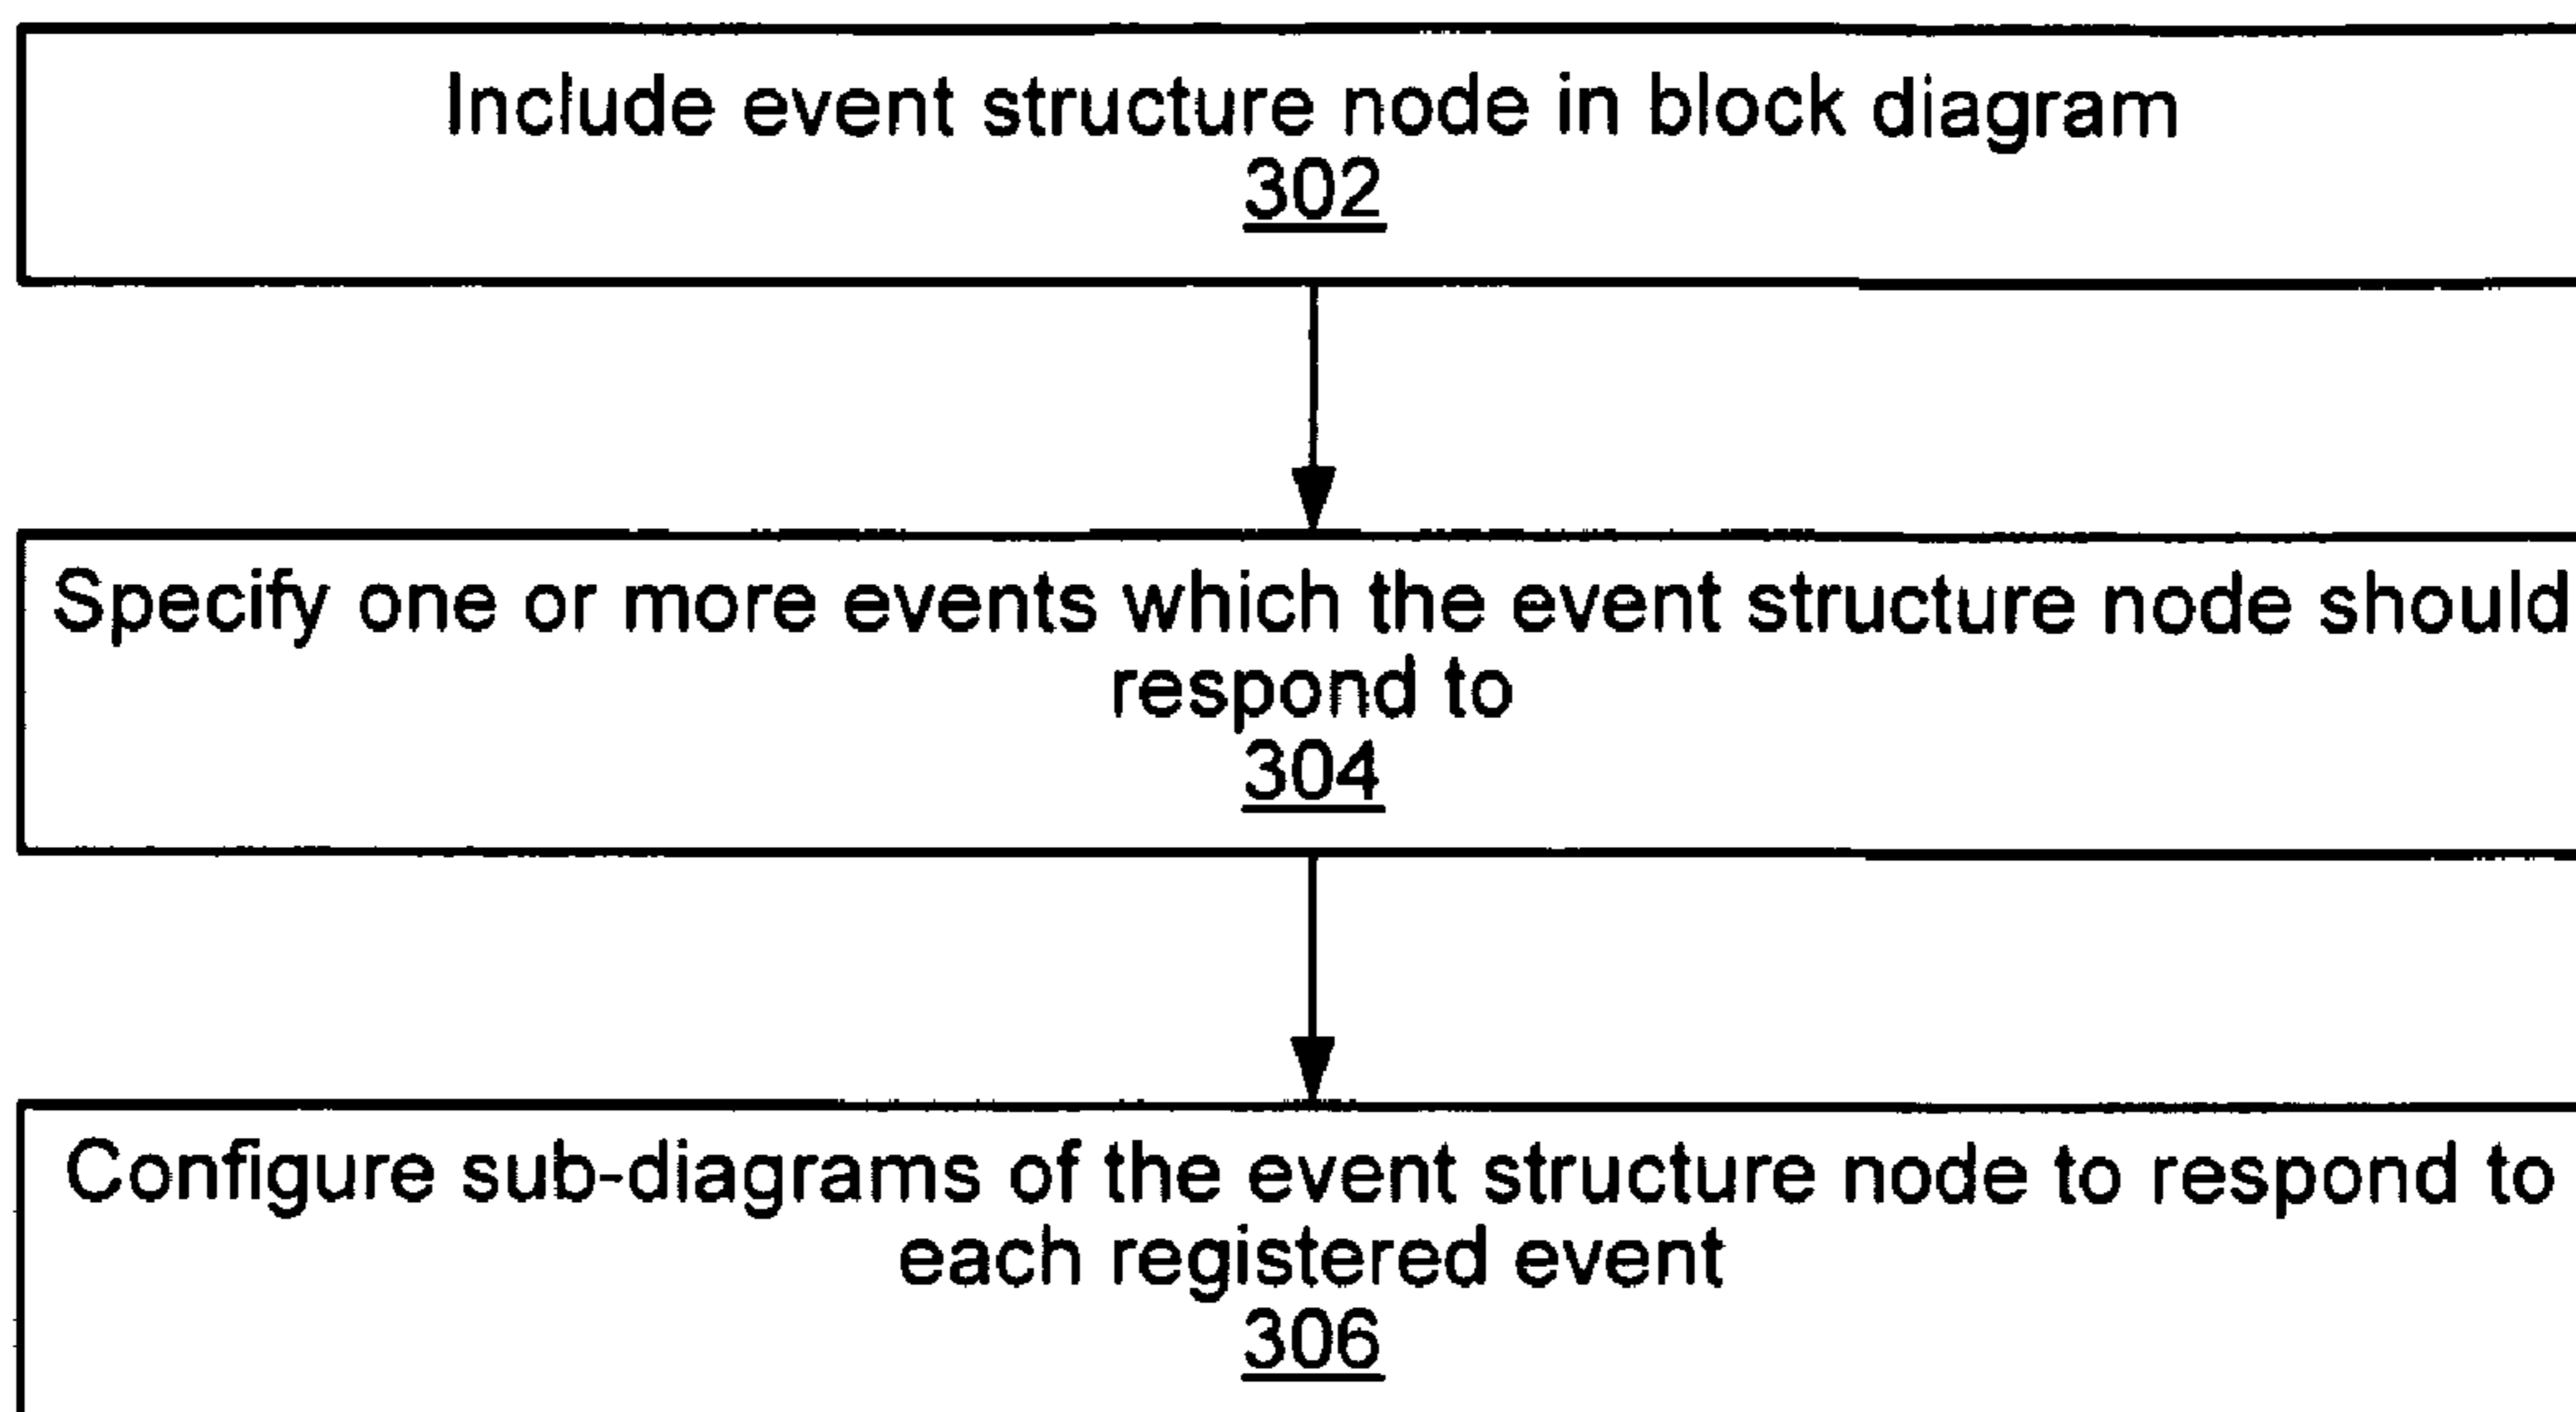 Include event structure node in block diagram
302
Specify one or more events which the event structure node should
respond to
304
Configure sub-diagrams of the event structure node to respond to
each registered event
306